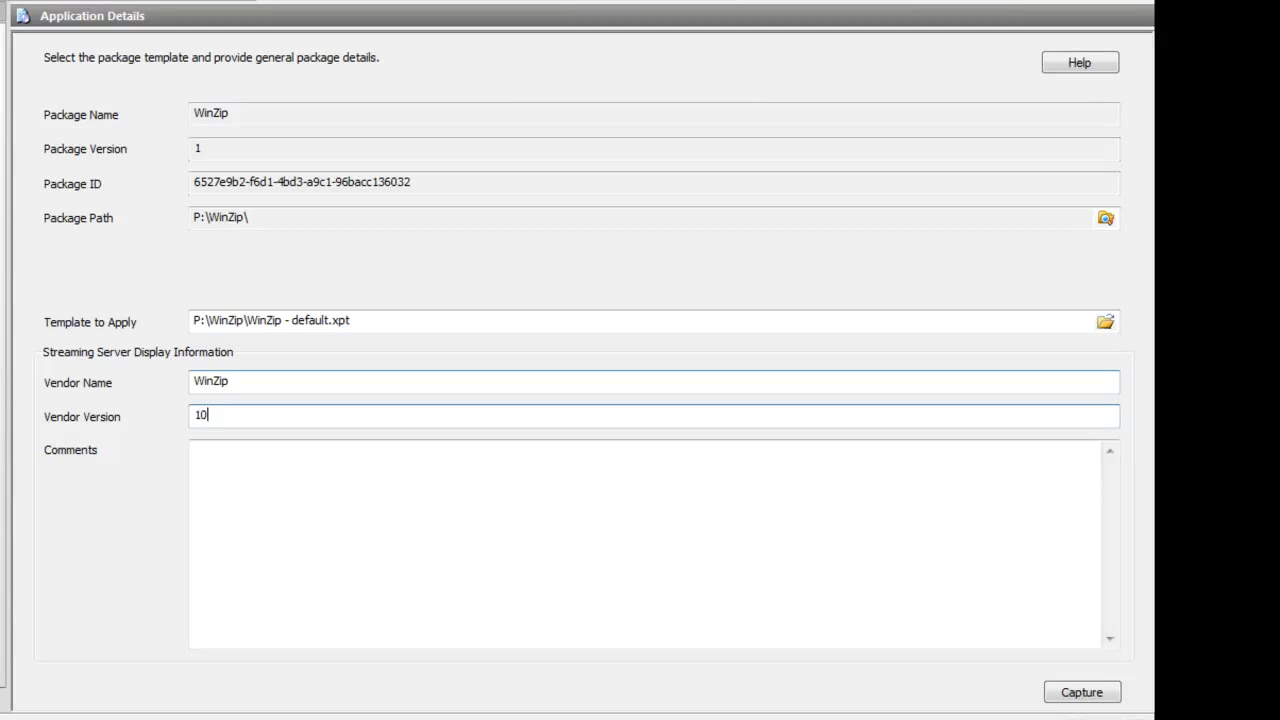 Application Details
Select the package template and provide general package details.
Help
Package Name WinZip
Package Version 1
Package ID 6527e9b2-f6d1-4bd3-a9c1-96bacc136032
Package Path P:\WinZip\
Template to Apply P:\WinZip\WinZip - default.xpt
Streaming Server Display Information
Vendor Name WinZip
Vendor Version 10
Comments
Capture